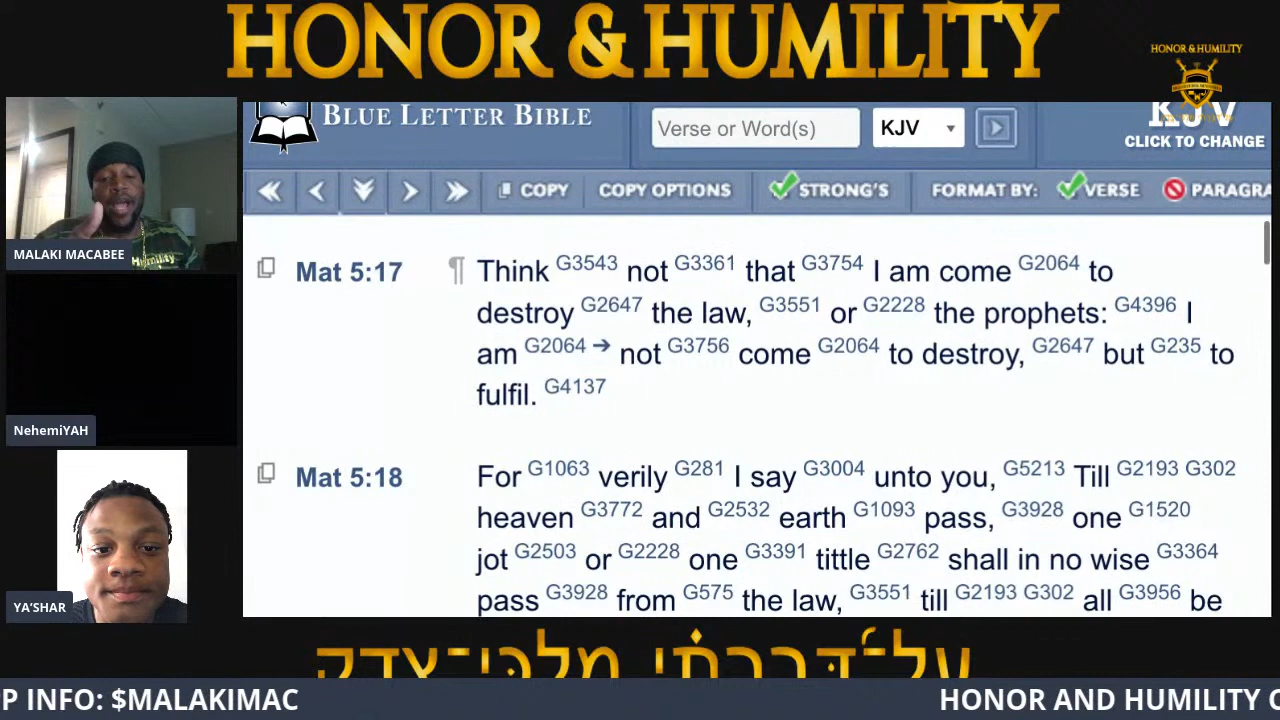 HONOR & HUMILITY
HONOR & HUMILITY
BLUE LETTER BIBLE
Verse or Word(s)
KJV
KJV
CLICK TO CHANGE
COPY
COPY OPTIONS
STRONG'S
FORMAT BY:
VERSE
PARAGRA
Mat 5:17
¶ Think G3543 not G3361 that G3754 I am come G2064 to
destroy G2647 the law, G3551 or G2228 the prophets: G4396 I
am G2064 → not G3756 come G2064 to destroy, G2647 but G235 to
fulfil. G4137
Mat 5:18
For G1063 verily G281 I say G3004 unto you, G5213 Till G2193 G302
heaven G3772 and G2532 earth G1093 pass, G3928 one G1520
jot G2503 or G2228 one G3391 tittle G2762 shall in no wise G3364
pass G3928 from G575 the law, G3551 till G2193 G302 all G3956 be
MALAKI MACABEE
Humility
NehemiYAH
YA'SHAR
עַל־דִּבְרָתִ֗י מַלְכִּי־צֶדֶק
P INFO: $MALAKIMAC
HONOR AND HUMILITY C